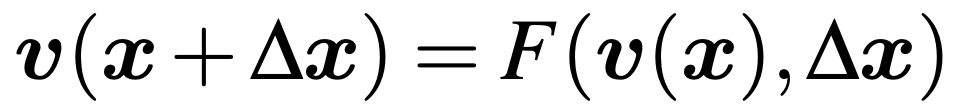 v(x + Δx) = F(v(x), Δx)